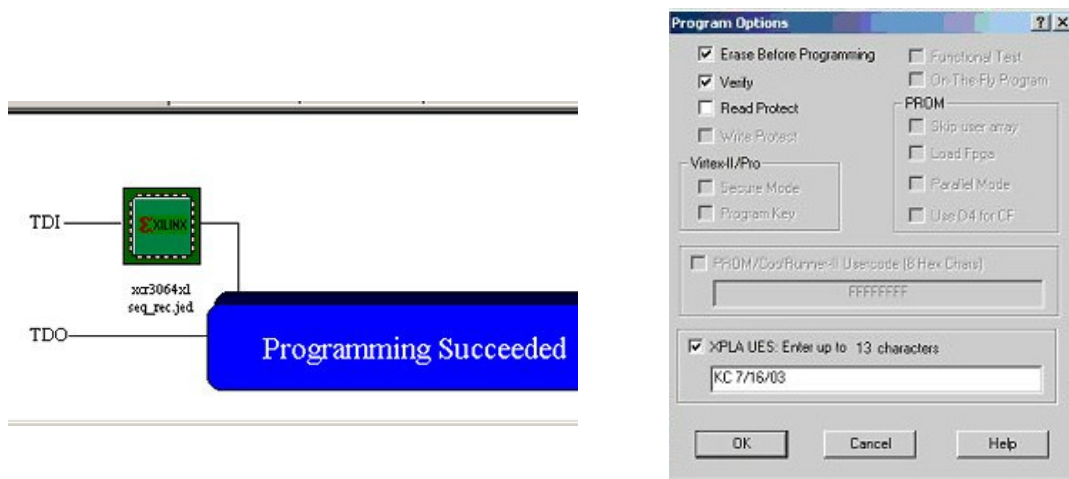 TDI
XILINX
xcr3064xl
seq_rec.jed
TDO
Programming Succeeded
Program Options
Erase Before Programming
Functional Test
Verify
On-The-Fly Program
Read Protect
PROM
Write Protect
Skip user array
Load Fpga
Virtex-II/Pro
Secure Mode
Parallel Mode
Program Key
Use D4 for CF
PROM/CoolRunner-II Usercode (8 Hex Chars)
FFFFFFFF
XPLA UES: Enter up to 13 characters
KC 7/16/03
OK
Cancel
Help